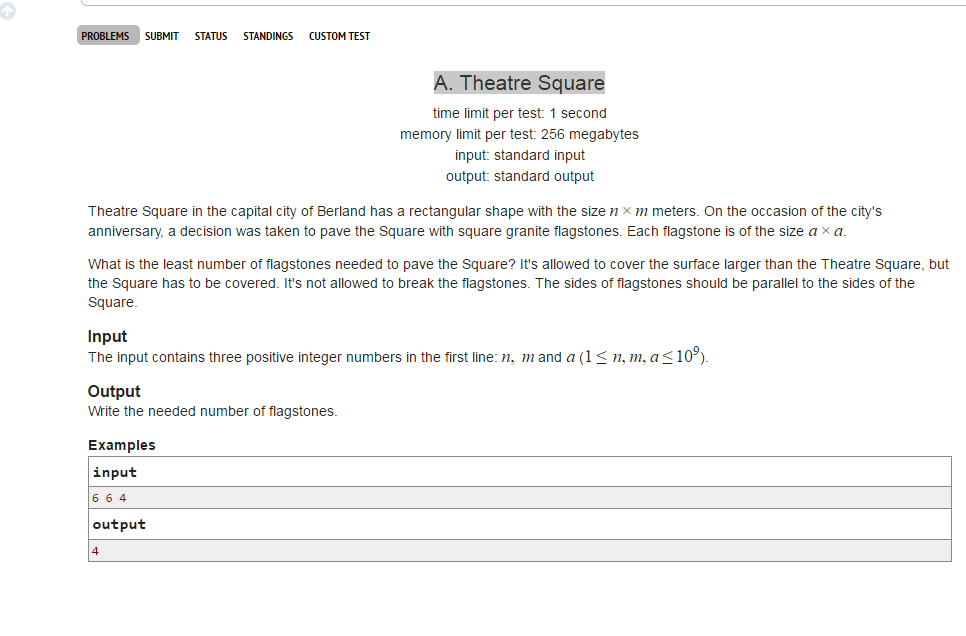 PROBLEMS SUBMIT STATUS STANDINGS CUSTOM TEST
A. Theatre Square
time limit per test: 1 second
memory limit per test: 256 megabytes
input: standard input
output: standard output
Theatre Square in the capital city of Berland has a rectangular shape with the size n × m meters. On the occasion of the city's
anniversary, a decision was taken to pave the Square with square granite flagstones. Each flagstone is of the size a × a.
What is the least number of flagstones needed to pave the Square? It's allowed to cover the surface larger than the Theatre Square, but
the Square has to be covered. It's not allowed to break the flagstones. The sides of flagstones should be parallel to the sides of the
Square.
Input
The input contains three positive integer numbers in the first line: n, m and a (1 ≤ n, m, a ≤ 10⁹).
Output
Write the needed number of flagstones.
Examples
input
6 6 4
output
4